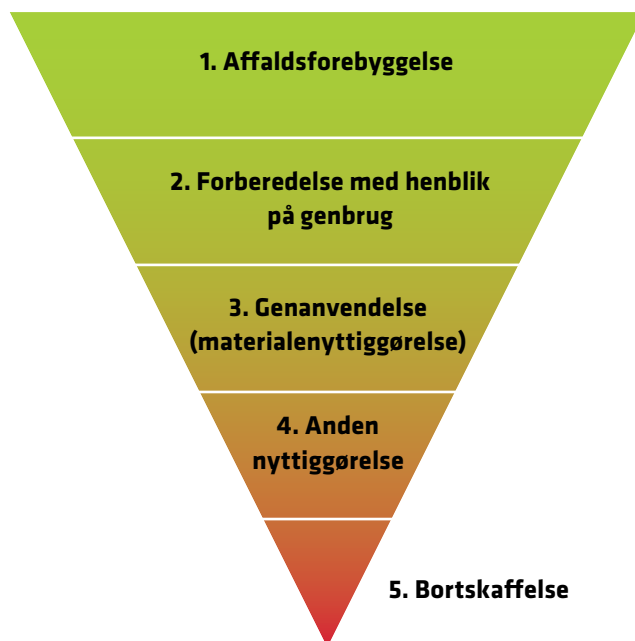 1. Affaldsforebyggelse
2. Forberedelse med henblik
på genbrug
3. Genanvendelse
(materialenyttiggørelse)
4. Anden
nyttiggørelse
5. Bortskaffelse